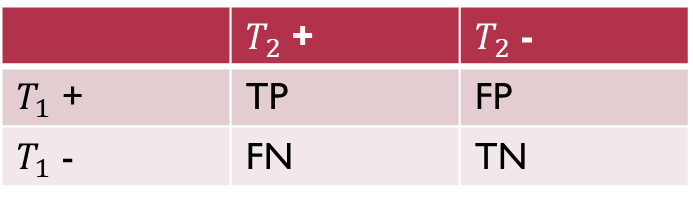 T₂ + T₂ -
T₁ + TP FP
T₁ - FN TN